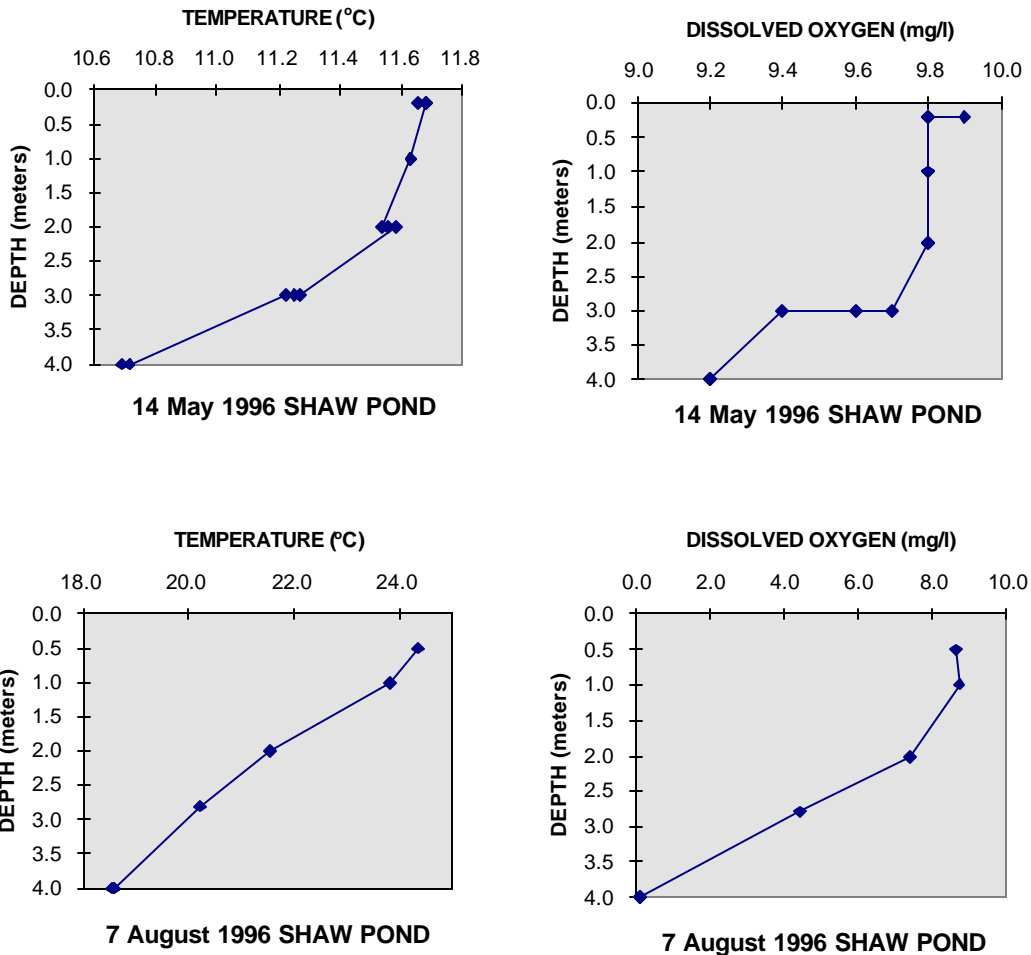 TEMPERATURE (°C)
10.6 10.8 11.0 11.2 11.4 11.6 11.8
0.0
0.5
1.0
1.5
2.0
2.5
3.0
3.5
4.0
DEPTH (meters)
14 May 1996 SHAW POND
DISSOLVED OXYGEN (mg/l)
9.0 9.2 9.4 9.6 9.8 10.0
0.0
0.5
1.0
1.5
2.0
2.5
3.0
3.5
4.0
DEPTH (meters)
14 May 1996 SHAW POND
TEMPERATURE (°C)
18.0 20.0 22.0 24.0
0.0
0.5
1.0
1.5
2.0
2.5
3.0
3.5
4.0
DEPTH (meters)
7 August 1996 SHAW POND
DISSOLVED OXYGEN (mg/l)
0.0 2.0 4.0 6.0 8.0 10.0
0.0
0.5
1.0
1.5
2.0
2.5
3.0
3.5
4.0
DEPTH (meters)
7 August 1996 SHAW POND